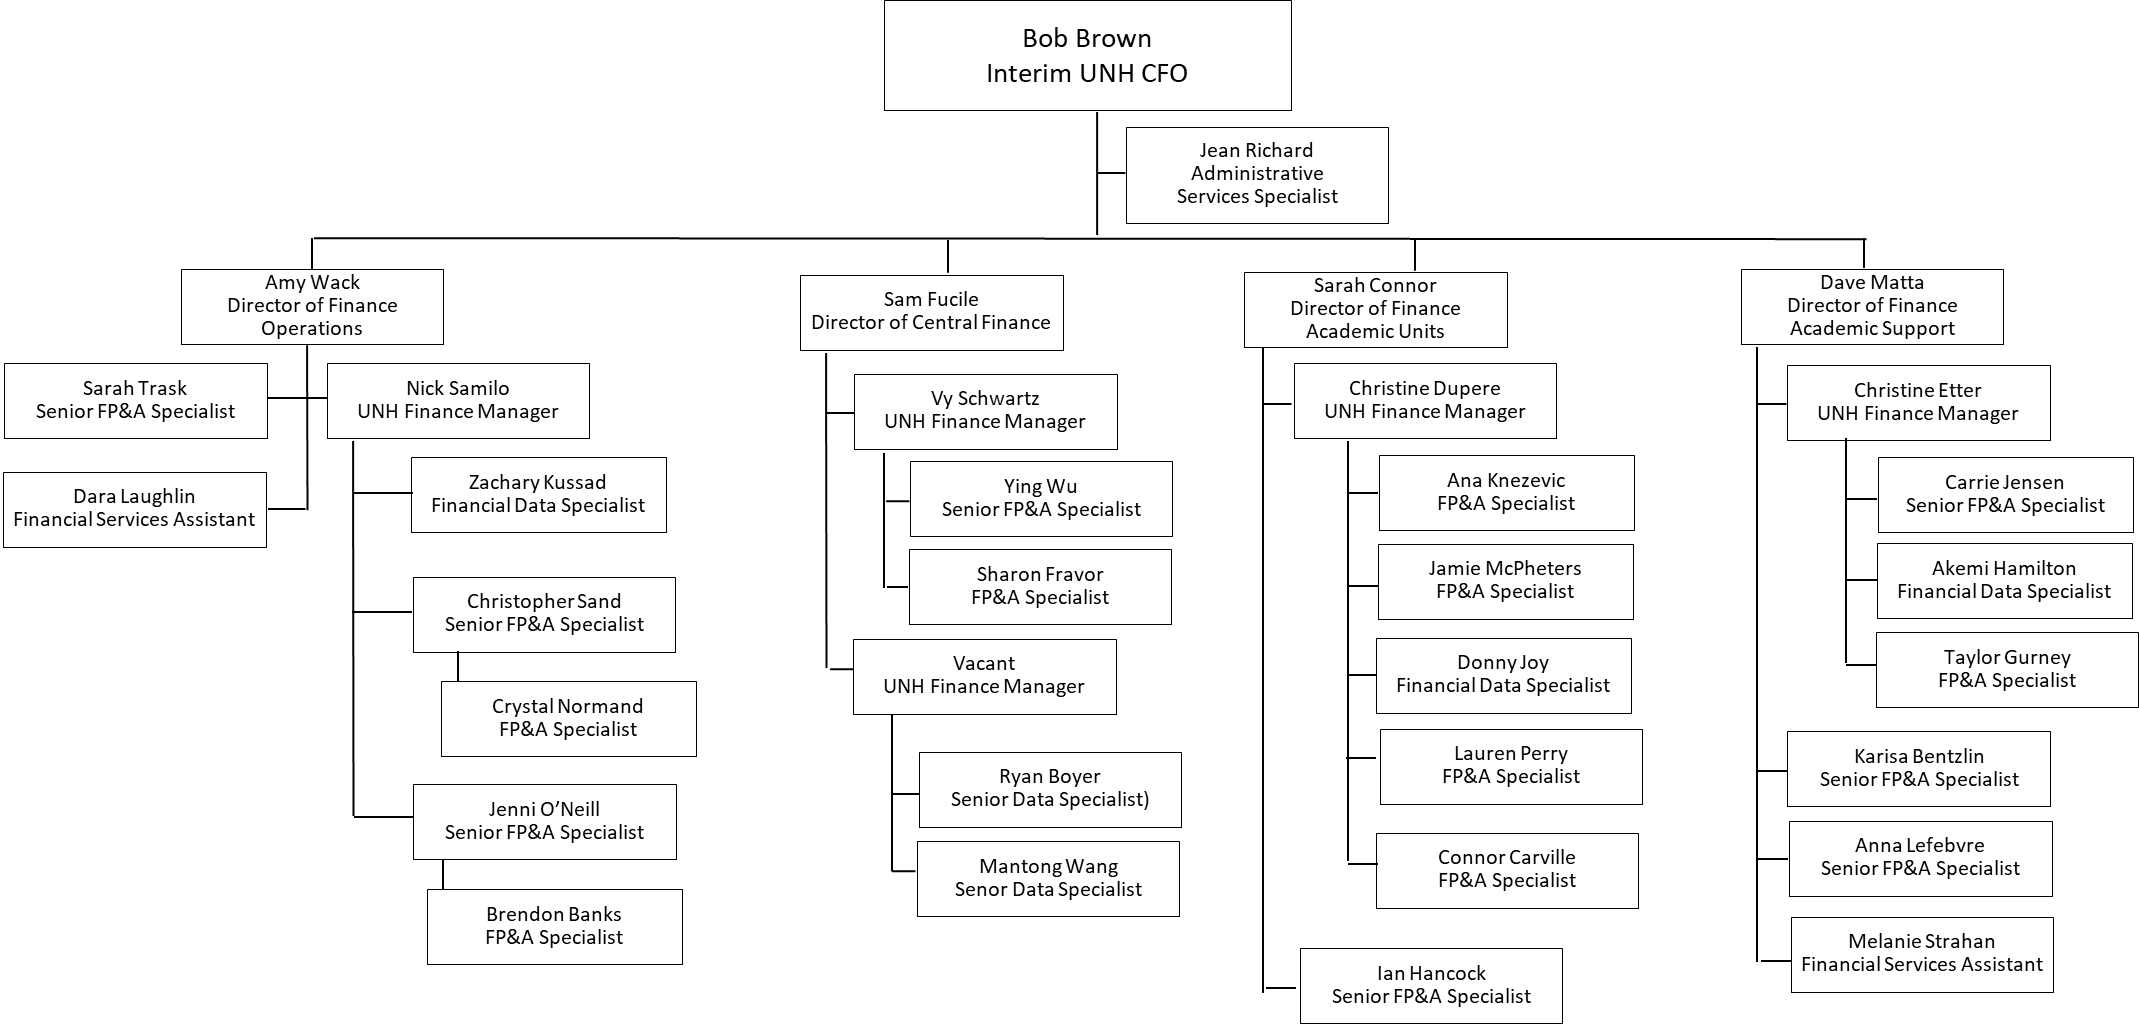 Bob Brown
Interim UNH CFO
Jean Richard
Administrative
Services Specialist
Amy Wack
Director of Finance
Operations
Sarah Trask
Senior FP&A Specialist
Dara Laughlin
Financial Services Assistant
Nick Samilo
UNH Finance Manager
Zachary Kussad
Financial Data Specialist
Christopher Sand
Senior FP&A Specialist
Crystal Normand
FP&A Specialist
Jenni O’Neill
Senior FP&A Specialist
Brendon Banks
FP&A Specialist
Sam Fucile
Director of Central Finance
Vy Schwartz
UNH Finance Manager
Ying Wu
Senior FP&A Specialist
Sharon Fravor
FP&A Specialist
Vacant
UNH Finance Manager
Ryan Boyer
Senior Data Specialist)
Mantong Wang
Senor Data Specialist
Sarah Connor
Director of Finance
Academic Units
Christine Dupere
UNH Finance Manager
Ana Knezevic
FP&A Specialist
Jamie McPheters
FP&A Specialist
Donny Joy
Financial Data Specialist
Lauren Perry
FP&A Specialist
Connor Carville
FP&A Specialist
Ian Hancock
Senior FP&A Specialist
Dave Matta
Director of Finance
Academic Support
Christine Etter
UNH Finance Manager
Carrie Jensen
Senior FP&A Specialist
Akemi Hamilton
Financial Data Specialist
Taylor Gurney
FP&A Specialist
Karisa Bentzlin
Senior FP&A Specialist
Anna Lefebvre
Senior FP&A Specialist
Melanie Strahan
Financial Services Assistant